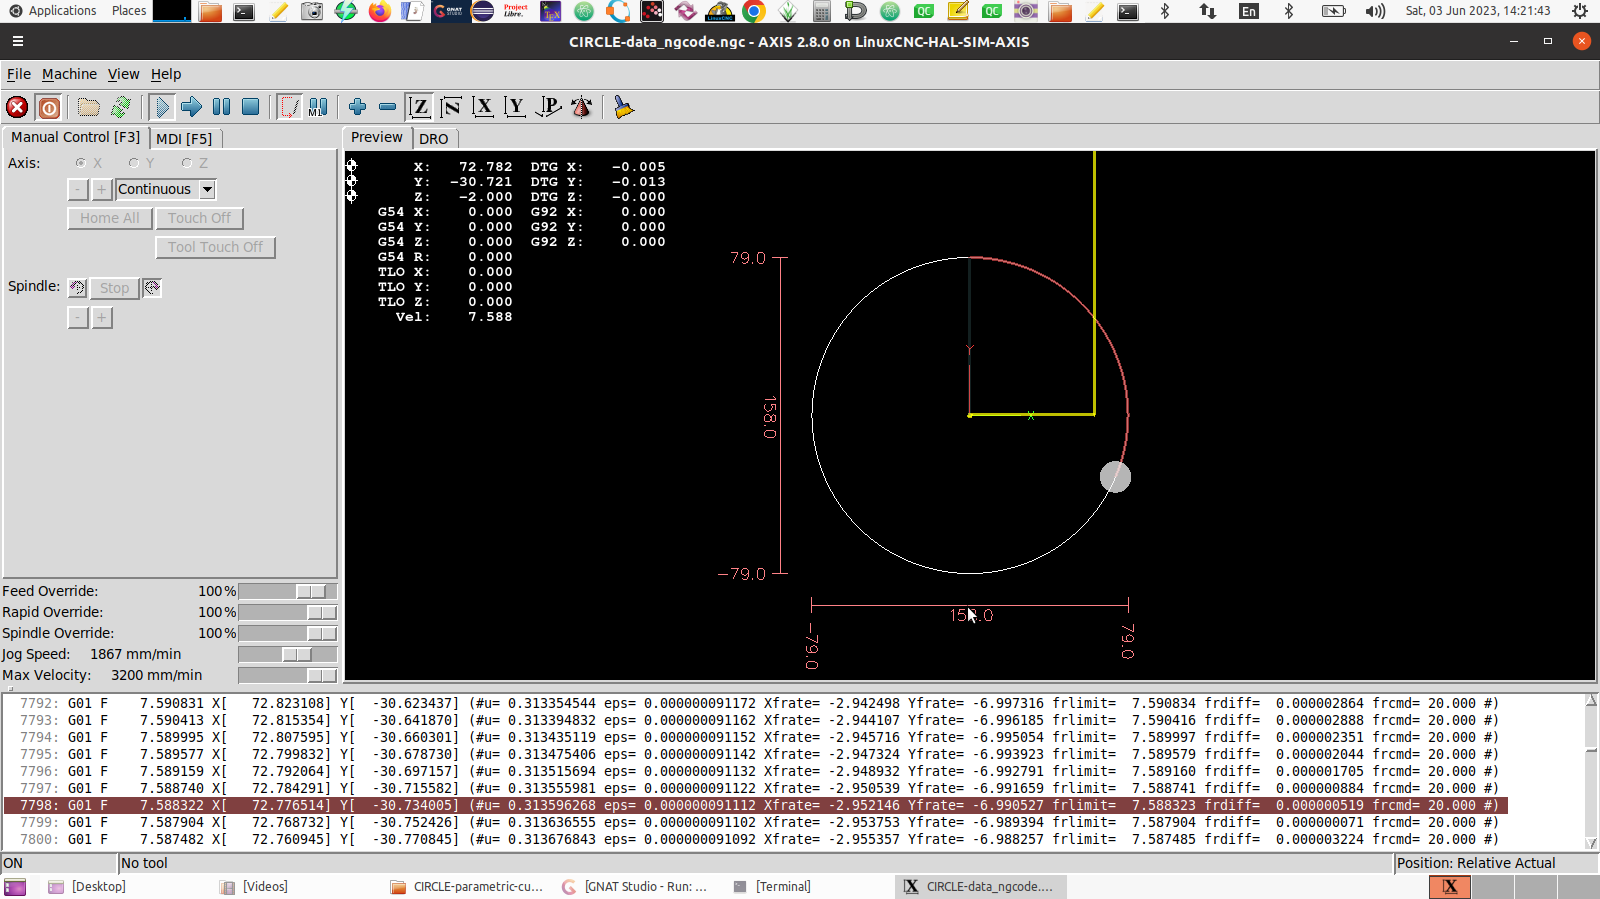 Applications Places En Sat, 03 Jun 2023, 14:21:43
CIRCLE-data_ngcode.ngc - AXIS 2.8.0 on LinuxCNC-HAL-SIM-AXIS
File Machine View Help
M1 Z N X Y P
Manual Control [F3] MDI [F5]
Axis: X Y Z
- + Continuous
Home All Touch Off
Tool Touch Off
Spindle: Stop
- +
Feed Override: 100%
Rapid Override: 100%
Spindle Override: 100%
Jog Speed: 1867 mm/min
Max Velocity: 3200 mm/min
Preview DRO
X: 72.782 DTG X: -0.005
Y: -30.721 DTG Y: -0.013
Z: -2.000 DTG Z: -0.000
G54 X: 0.000 G92 X: 0.000
G54 Y: 0.000 G92 Y: 0.000
G54 Z: 0.000 G92 Z: 0.000
G54 R: 0.000
TLO X: 0.000
TLO Y: 0.000
TLO Z: 0.000
Vel: 7.588
79.0
158.0
-79.0
Y
X
-79.0
79.0
7792: G01 F 7.590831 X[ 72.823108] Y[ -30.623437] (#u= 0.313354544 eps= 0.000000091172 Xfrate= -2.942498 Yfrate= -6.997316 frlimit= 7.590834 frdiff= 0.000002864 frcmd= 20.000 #)
7793: G01 F 7.590413 X[ 72.815354] Y[ -30.641870] (#u= 0.313394832 eps= 0.000000091162 Xfrate= -2.944107 Yfrate= -6.996185 frlimit= 7.590416 frdiff= 0.000002888 frcmd= 20.000 #)
7794: G01 F 7.589995 X[ 72.807595] Y[ -30.660301] (#u= 0.313435119 eps= 0.000000091152 Xfrate= -2.945716 Yfrate= -6.995054 frlimit= 7.589997 frdiff= 0.000002351 frcmd= 20.000 #)
7795: G01 F 7.589577 X[ 72.799832] Y[ -30.678730] (#u= 0.313475406 eps= 0.000000091142 Xfrate= -2.947324 Yfrate= -6.993923 frlimit= 7.589579 frdiff= 0.000002044 frcmd= 20.000 #)
7796: G01 F 7.589159 X[ 72.792064] Y[ -30.697157] (#u= 0.313515694 eps= 0.000000091132 Xfrate= -2.948932 Yfrate= -6.992791 frlimit= 7.589160 frdiff= 0.000001705 frcmd= 20.000 #)
7797: G01 F 7.588740 X[ 72.784291] Y[ -30.715582] (#u= 0.313555981 eps= 0.000000091122 Xfrate= -2.950539 Yfrate= -6.991659 frlimit= 7.588741 frdiff= 0.000000884 frcmd= 20.000 #)
7798: G01 F 7.588322 X[ 72.776514] Y[ -30.734005] (#u= 0.313596268 eps= 0.000000091112 Xfrate= -2.952146 Yfrate= -6.990527 frlimit= 7.588323 frdiff= 0.000000519 frcmd= 20.000 #)
7799: G01 F 7.587904 X[ 72.768732] Y[ -30.752426] (#u= 0.313636555 eps= 0.000000091102 Xfrate= -2.953753 Yfrate= -6.989394 frlimit= 7.587904 frdiff= 0.000000071 frcmd= 20.000 #)
7800: G01 F 7.587482 X[ 72.760945] Y[ -30.770845] (#u= 0.313676843 eps= 0.000000091092 Xfrate= -2.955357 Yfrate= -6.988257 frlimit= 7.587485 frdiff= 0.000003224 frcmd= 20.000 #)
ON No tool Position: Relative Actual
[Desktop] [Videos] CIRCLE-parametric-cu... [GNAT Studio - Run: ... [Terminal] CIRCLE-data_ngcode....